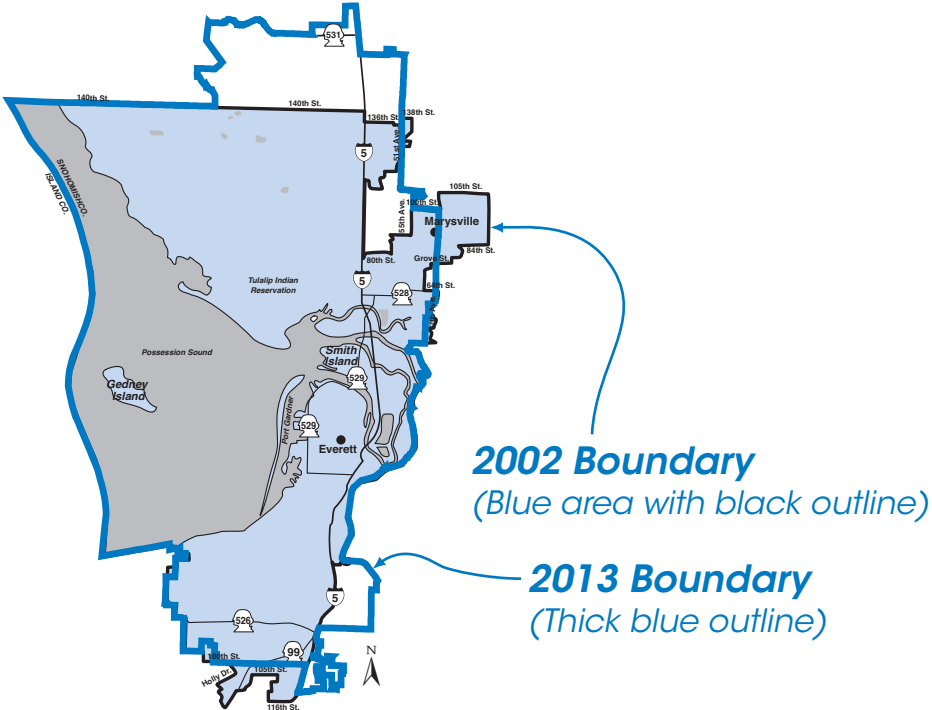 531
140th St.
140th St.
136th St.
138th St.
51st Ave.
5
SNOHOMISH CO.
ISLAND CO.
105th St.
100th St.
55th Ave.
Marysville
84th St.
80th St.
Grove St.
64th St.
5
528
Tulalip Indian
Reservation
Possession Sound
Smith
Island
529
Gedney
Island
Port Gardner
529
Everett
2002 Boundary
(Blue area with black outline)
2013 Boundary
(Thick blue outline)
5
526
99
100th St.
105th St.
Holly Dr.
116th St.
N